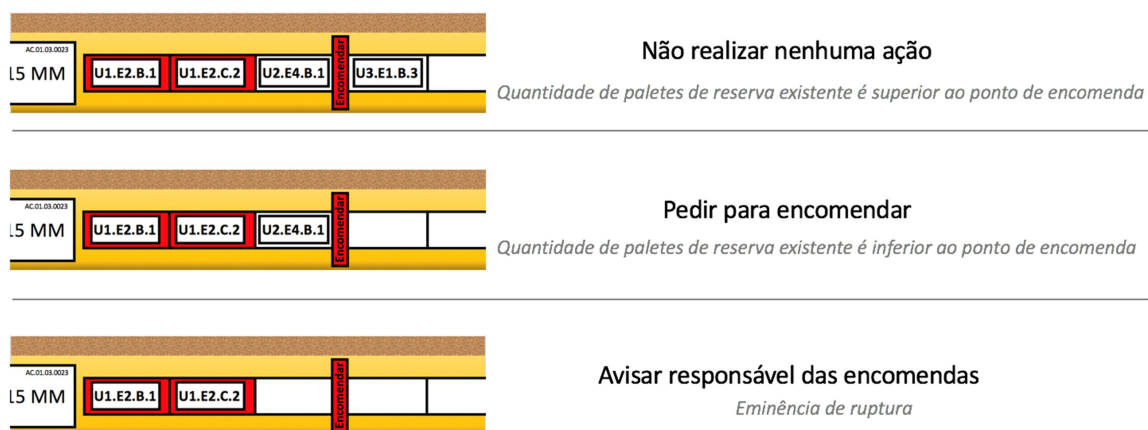 AC.01.03.0023
15 MM
U1.E2.B.1
U1.E2.C.2
U2.E4.B.1
Encomendar
U3.E1.B.3
Não realizar nenhuma ação
Quantidade de paletes de reserva existente é superior ao ponto de encomenda
AC.01.03.0023
15 MM
U1.E2.B.1
U1.E2.C.2
U2.E4.B.1
Encomendar
Pedir para encomendar
Quantidade de paletes de reserva existente é inferior ao ponto de encomenda
AC.01.03.0023
15 MM
U1.E2.B.1
U1.E2.C.2
Encomendar
Avisar responsável das encomendas
Eminência de ruptura